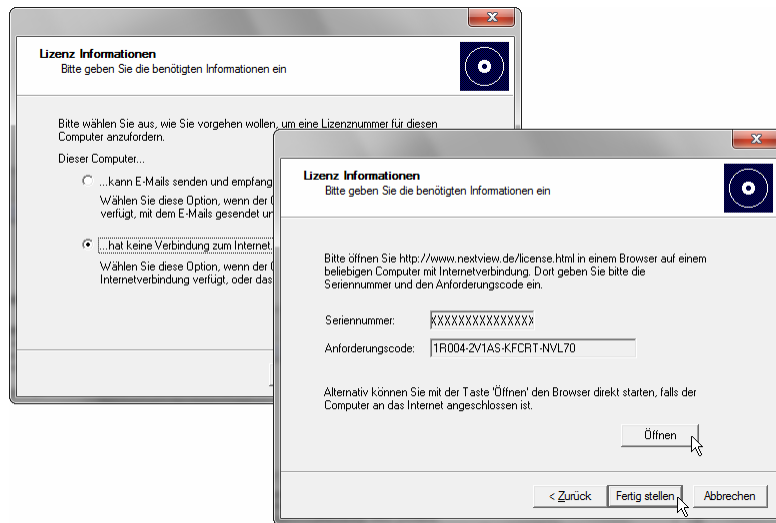 Lizenz Informationen
Bitte geben Sie die benötigten Informationen ein
Bitte wählen Sie aus, wie Sie vorgehen wollen, um eine Lizenznummer für diesen
Computer anzufordern.
Dieser Computer...
...kann E-Mails senden und empfang
Wählen Sie diese Option, wenn der
verfügt, mit dem E-Mails gesendet
...hat keine Verbindung zum Internet.
Wählen Sie diese Option, wenn der
Internetverbindung verfügt, oder das
Lizenz Informationen
Bitte geben Sie die benötigten Informationen ein
Bitte öffnen Sie http://www.nextview.de/license.html in einem Browser auf einem
beliebigen Computer mit Internetverbindung. Dort geben Sie bitte die
Seriennummer und den Anforderungscode ein.
Seriennummer: XXXXXXXXXXXXXXX
Anforderungscode: 1R004-2V1AS-KFCRT-NVL70
Alternativ können Sie mit der Taste 'Öffnen' den Browser direkt starten, falls der
Computer an das Internet angeschlossen ist.
Öffnen
< Zurück Fertig stellen Abbrechen